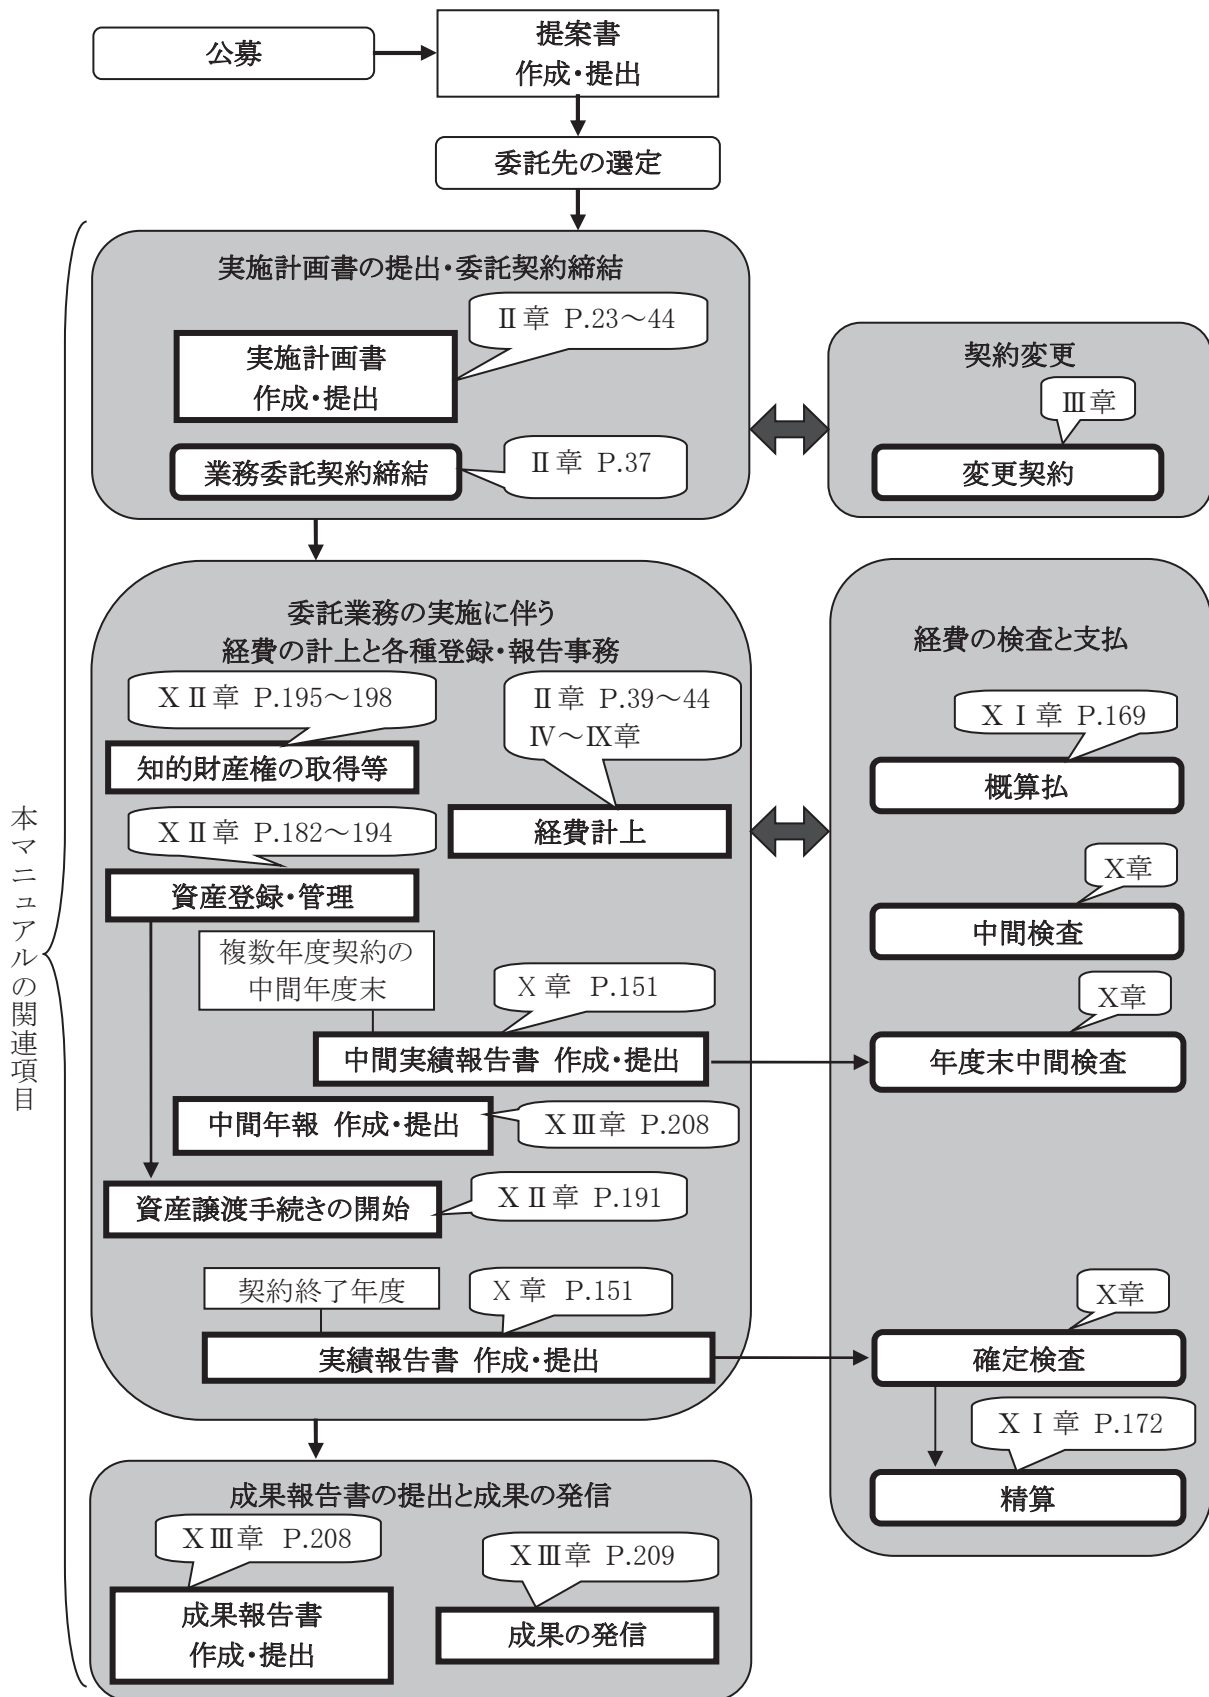 公募
提案書
作成・提出
委託先の選定
本マニュアルの関連項目
実施計画書の提出・委託契約締結
Ⅱ章 P.23～44
実施計画書
作成・提出
業務委託契約締結
Ⅱ章 P.37
契約変更
Ⅲ章
変更契約
委託業務の実施に伴う
経費の計上と各種登録・報告事務
ⅩⅡ章 P.195～198
知的財産権の取得等
Ⅱ章 P.39～44
Ⅳ～Ⅸ章
経費計上
ⅩⅡ章 P.182～194
資産登録・管理
複数年度契約の
中間年度末
Ⅹ章 P.151
中間実績報告書 作成・提出
中間年報 作成・提出
ⅩⅢ章 P.208
資産譲渡手続きの開始
ⅩⅡ章 P.191
契約終了年度
Ⅹ章 P.151
実績報告書 作成・提出
経費の検査と支払
ⅩⅠ章 P.169
概算払
Ⅹ章
中間検査
Ⅹ章
年度末中間検査
Ⅹ章
確定検査
ⅩⅠ章 P.172
精算
成果報告書の提出と成果の発信
ⅩⅢ章 P.208
成果報告書
作成・提出
ⅩⅢ章 P.209
成果の発信